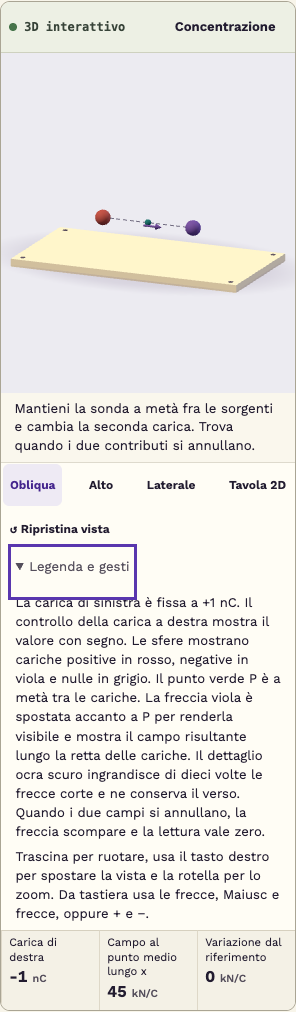 3D interattivo Concentrazione
Mantieni la sonda a metà fra le sorgenti
e cambia la seconda carica. Trova
quando i due contributi si annullano.
Obliqua Alto Laterale Tavola 2D
↺ Ripristina vista
▼ Legenda e gesti
La carica di sinistra è fissa a +1 nC. Il
controllo della carica a destra mostra il
valore con segno. Le sfere mostrano
cariche positive in rosso, negative in
viola e nulle in grigio. Il punto verde P è a
metà tra le cariche. La freccia viola è
spostata accanto a P per renderla
visibile e mostra il campo risultante
lungo la retta delle cariche. Il dettaglio
ocra scuro ingrandisce di dieci volte le
frecce corte e ne conserva il verso.
Quando i due campi si annullano, la
freccia scompare e la lettura vale zero.
Trascina per ruotare, usa il tasto destro
per spostare la vista e la rotella per lo
zoom. Da tastiera usa le frecce, Maiusc e
frecce, oppure + e −.
Carica di
destra
−1 nC
Campo al
punto medio
lungo x
45 kN/C
Variazione dal
riferimento
0 kN/C